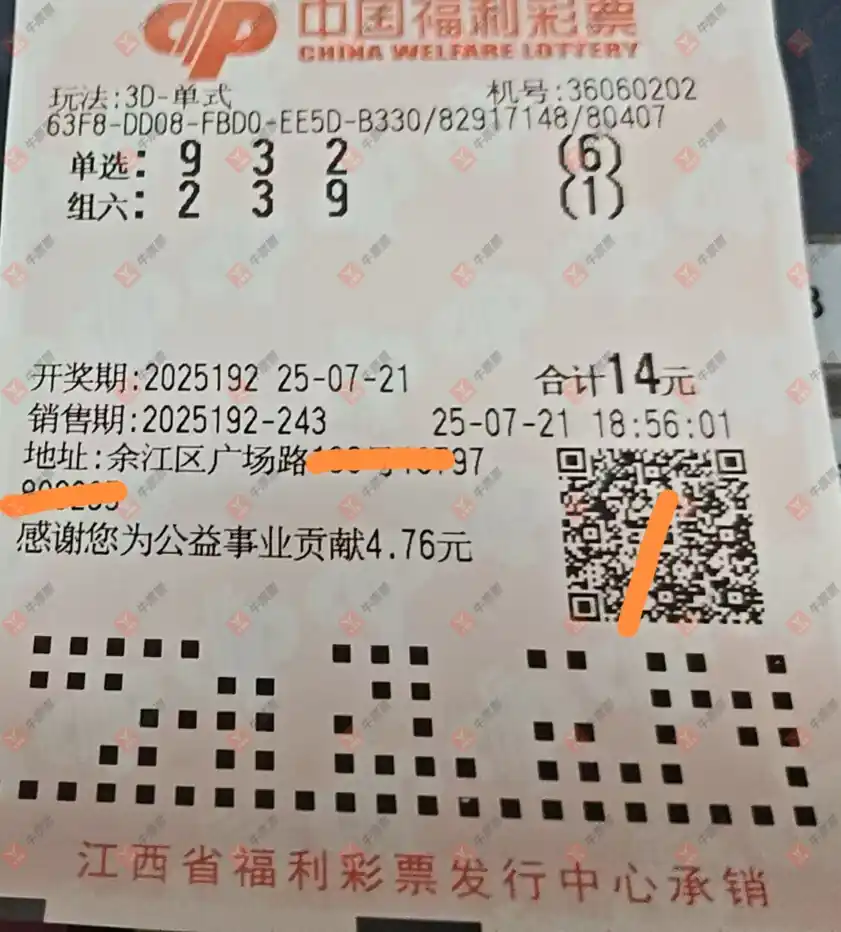 中国福利彩票
CHINA WELFARE LOTTERY
玩法:3D-单式 机号:36060202
63F8-DD08-FBD0-EE5D-B330/82917148/80407
单选: 9 3 2 (6)
组六: 2 3 9 (1)
开奖期:2025192 25-07-21 合计14元
销售期:2025192-243 25-07-21 18:56:01
地址:余江区广场路 97
感谢您为公益事业贡献4.76元
江西省福利彩票发行中心承销